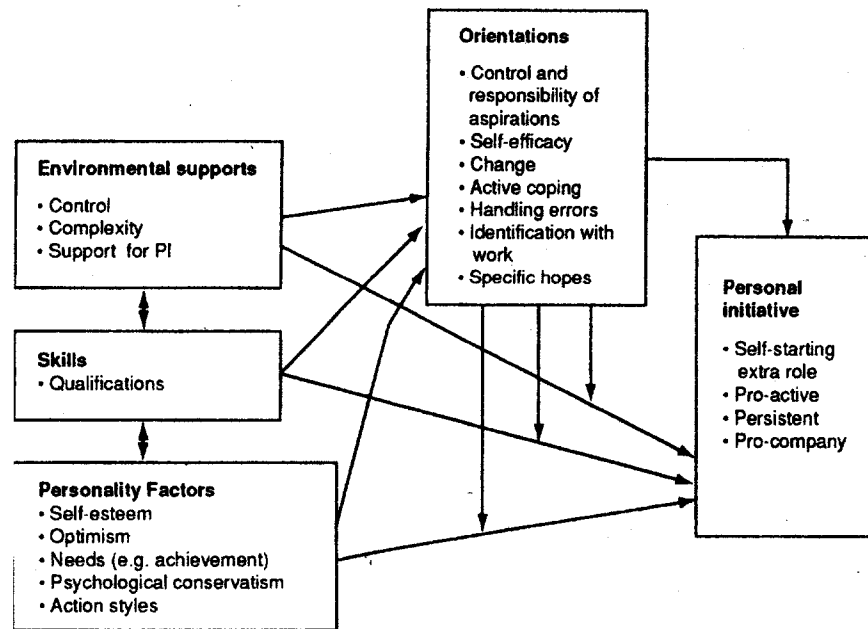 Orientations
• Control and
responsibility of
aspirations
• Self-efficacy
• Change
• Active coping
• Handling errors
• Identification with
work
• Specific hopes
Environmental supports
• Control
• Complexity
• Support for PI
Skills
• Qualifications
Personality Factors
• Self-esteem
• Optimism
• Needs (e.g. achievement)
• Psychological conservatism
• Action styles
Personal
initiative
• Self-starting
extra role
• Pro-active
• Persistent
• Pro-company